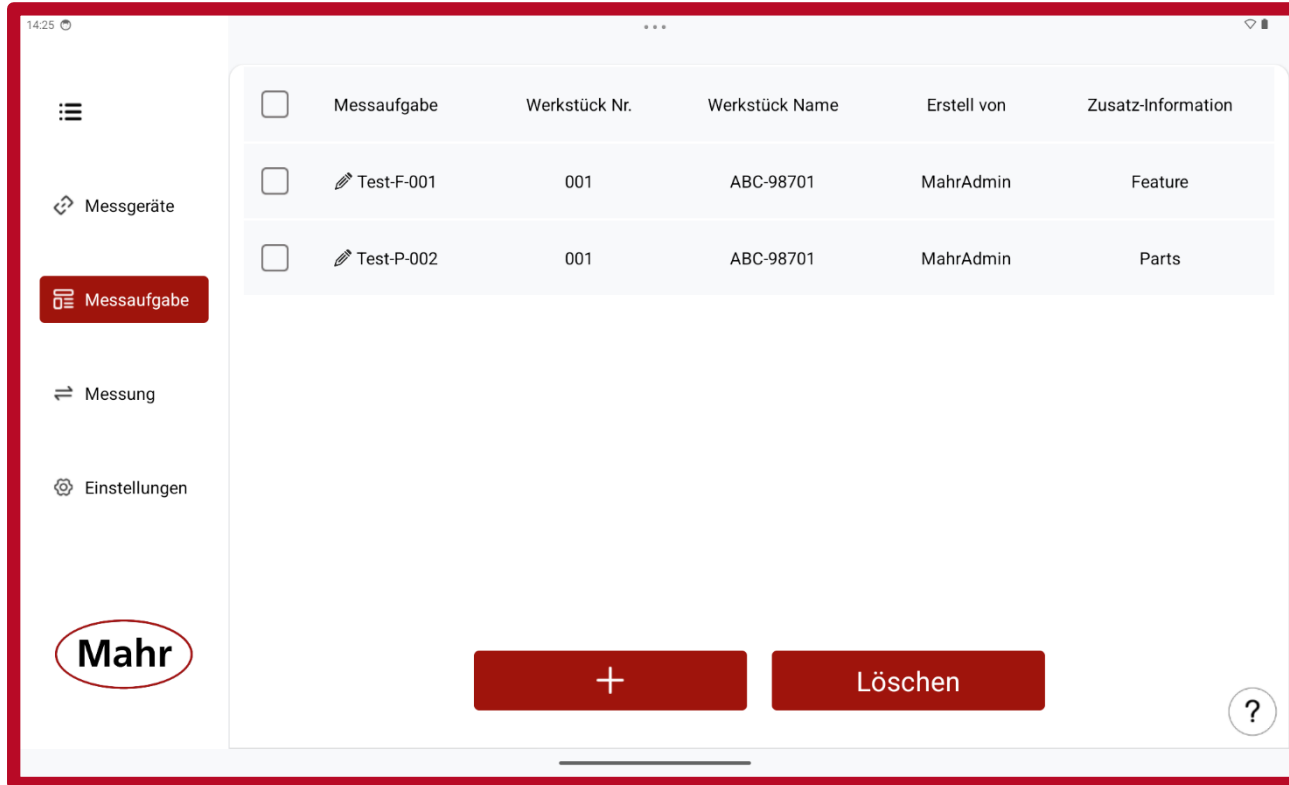 14:25
Messaufgabe Werkstück Nr. Werkstück Name Erstell von Zusatz-Information
Test-F-001 001 ABC-98701 MahrAdmin Feature
Test-P-002 001 ABC-98701 MahrAdmin Parts
Messgeräte
Messaufgabe
Messung
Einstellungen
Mahr
+ Löschen
?